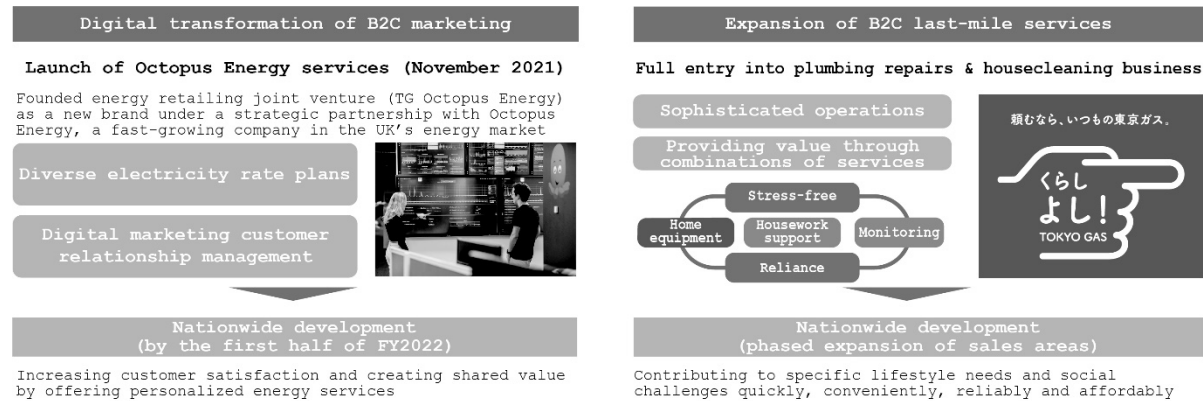 Digital transformation of B2C marketing
Launch of Octopus Energy services (November 2021)
Founded energy retailing joint venture (TG Octopus Energy)
as a new brand under a strategic partnership with Octopus
Energy, a fast-growing company in the UK's energy market
Diverse electricity rate plans
Digital marketing customer
relationship management
Nationwide development
(by the first half of FY2022)
Increasing customer satisfaction and creating shared value
by offering personalized energy services
Expansion of B2C last-mile services
Full entry into plumbing repairs & housecleaning business
Sophisticated operations
Providing value through
combinations of services
Stress-free
Home
equipment
Housework
support
Monitoring
Reliance
頼むなら、いつもの東京ガス。
くらし
よし!
TOKYO GAS
Nationwide development
(phased expansion of sales areas)
Contributing to specific lifestyle needs and social
challenges quickly, conveniently, reliably and affordably